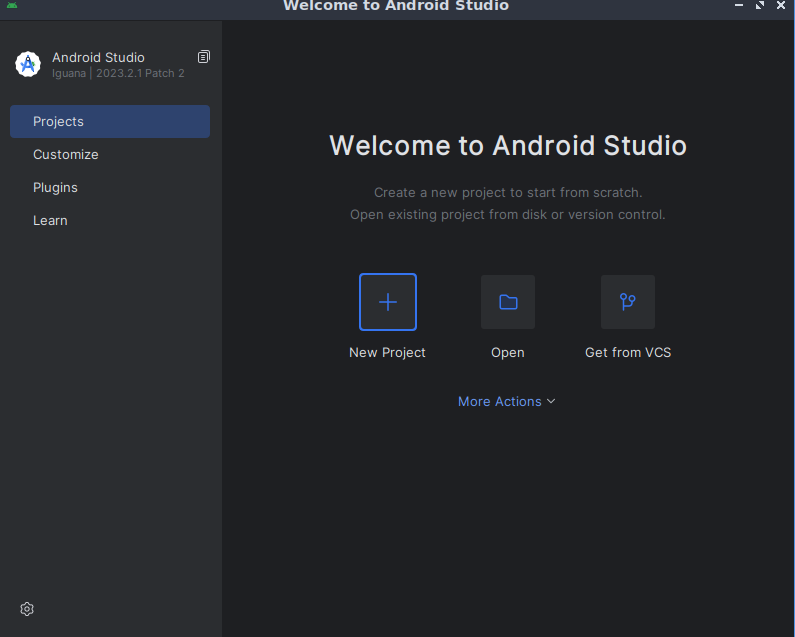 Welcome to Android Studio
Android Studio
Iguana | 2023.2.1 Patch 2
Projects
Customize
Plugins
Learn
Welcome to Android Studio
Create a new project to start from scratch.
Open existing project from disk or version control.
New Project
Open
Get from VCS
More Actions